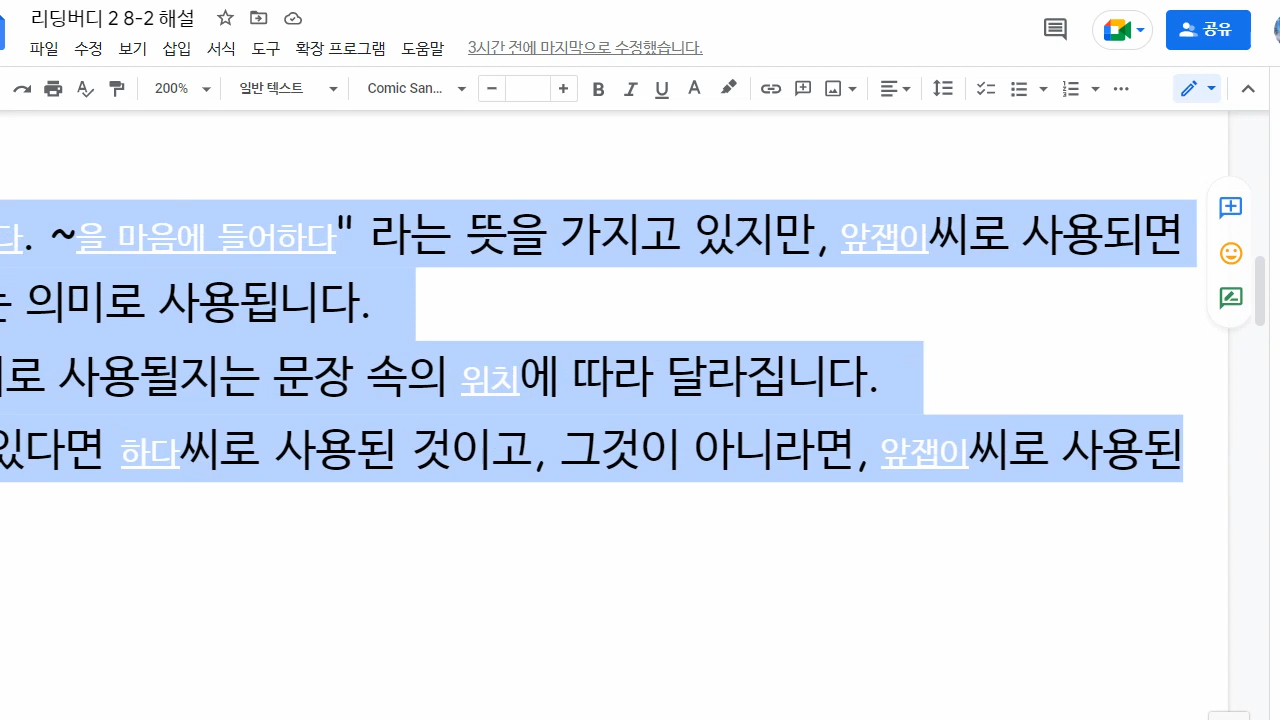 리딩버디 2 8-2 해설
파일 수정 보기 삽입 서식 도구 확장 프로그램 도움말 3시간 전에 마지막으로 수정했습니다.
공유
200% 일반 텍스트 Comic San...
다. ~을 마음에 들어하다" 라는 뜻을 가지고 있지만, 앞잽이씨로 사용되면
는 의미로 사용됩니다.
로 사용될지는 문장 속의 위치에 따라 달라집니다.
있다면 하다씨로 사용된 것이고, 그것이 아니라면, 앞잽이씨로 사용된